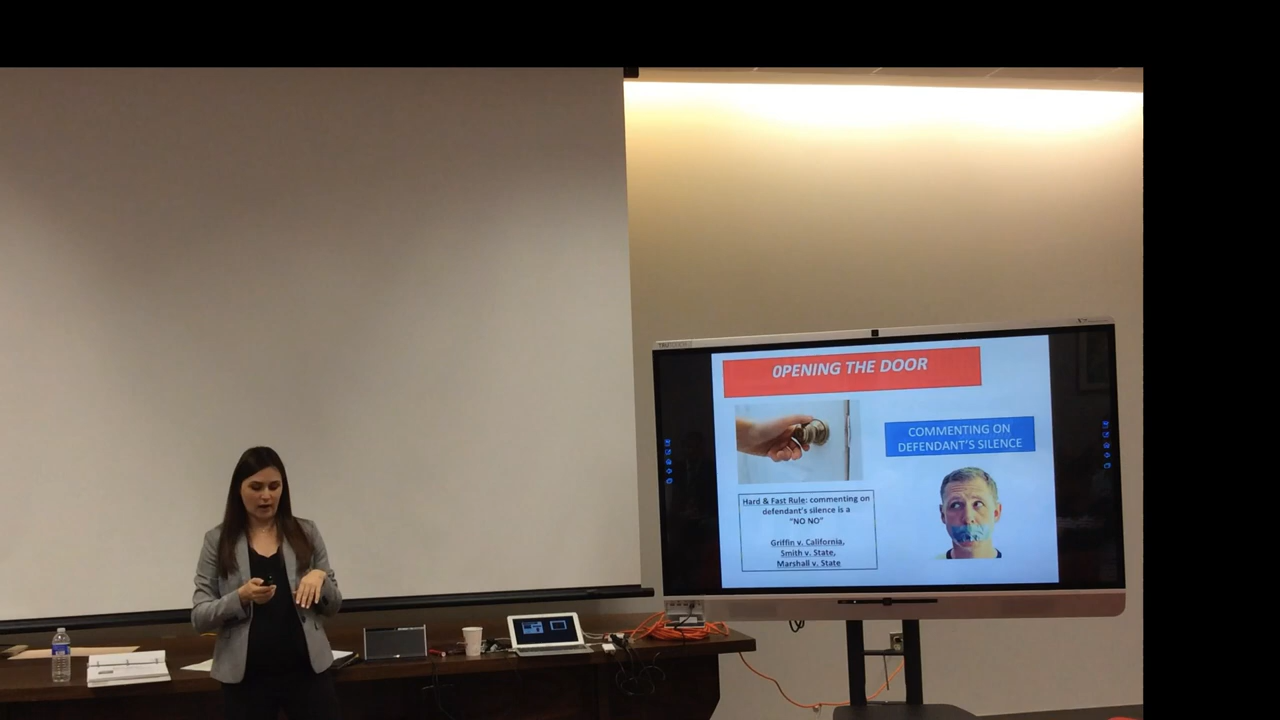 0PENING THE DOOR
COMMENTING ON
DEFENDANT'S SILENCE
Hard & Fast Rule: commenting on
defendant's silence is a
"NO NO"
Griffin v. California,
Smith v. State,
Marshall v. State